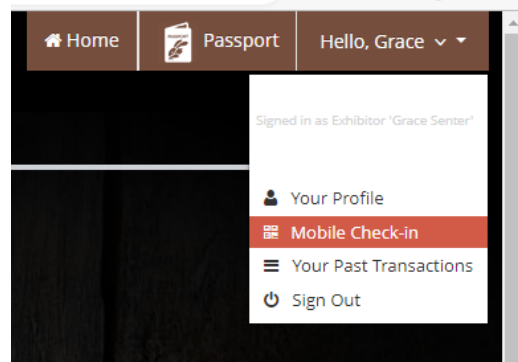 Home
Passport
Hello, Grace
Signed in as Exhibitor 'Grace Senter'
Your Profile
Mobile Check-in
Your Past Transactions
Sign Out